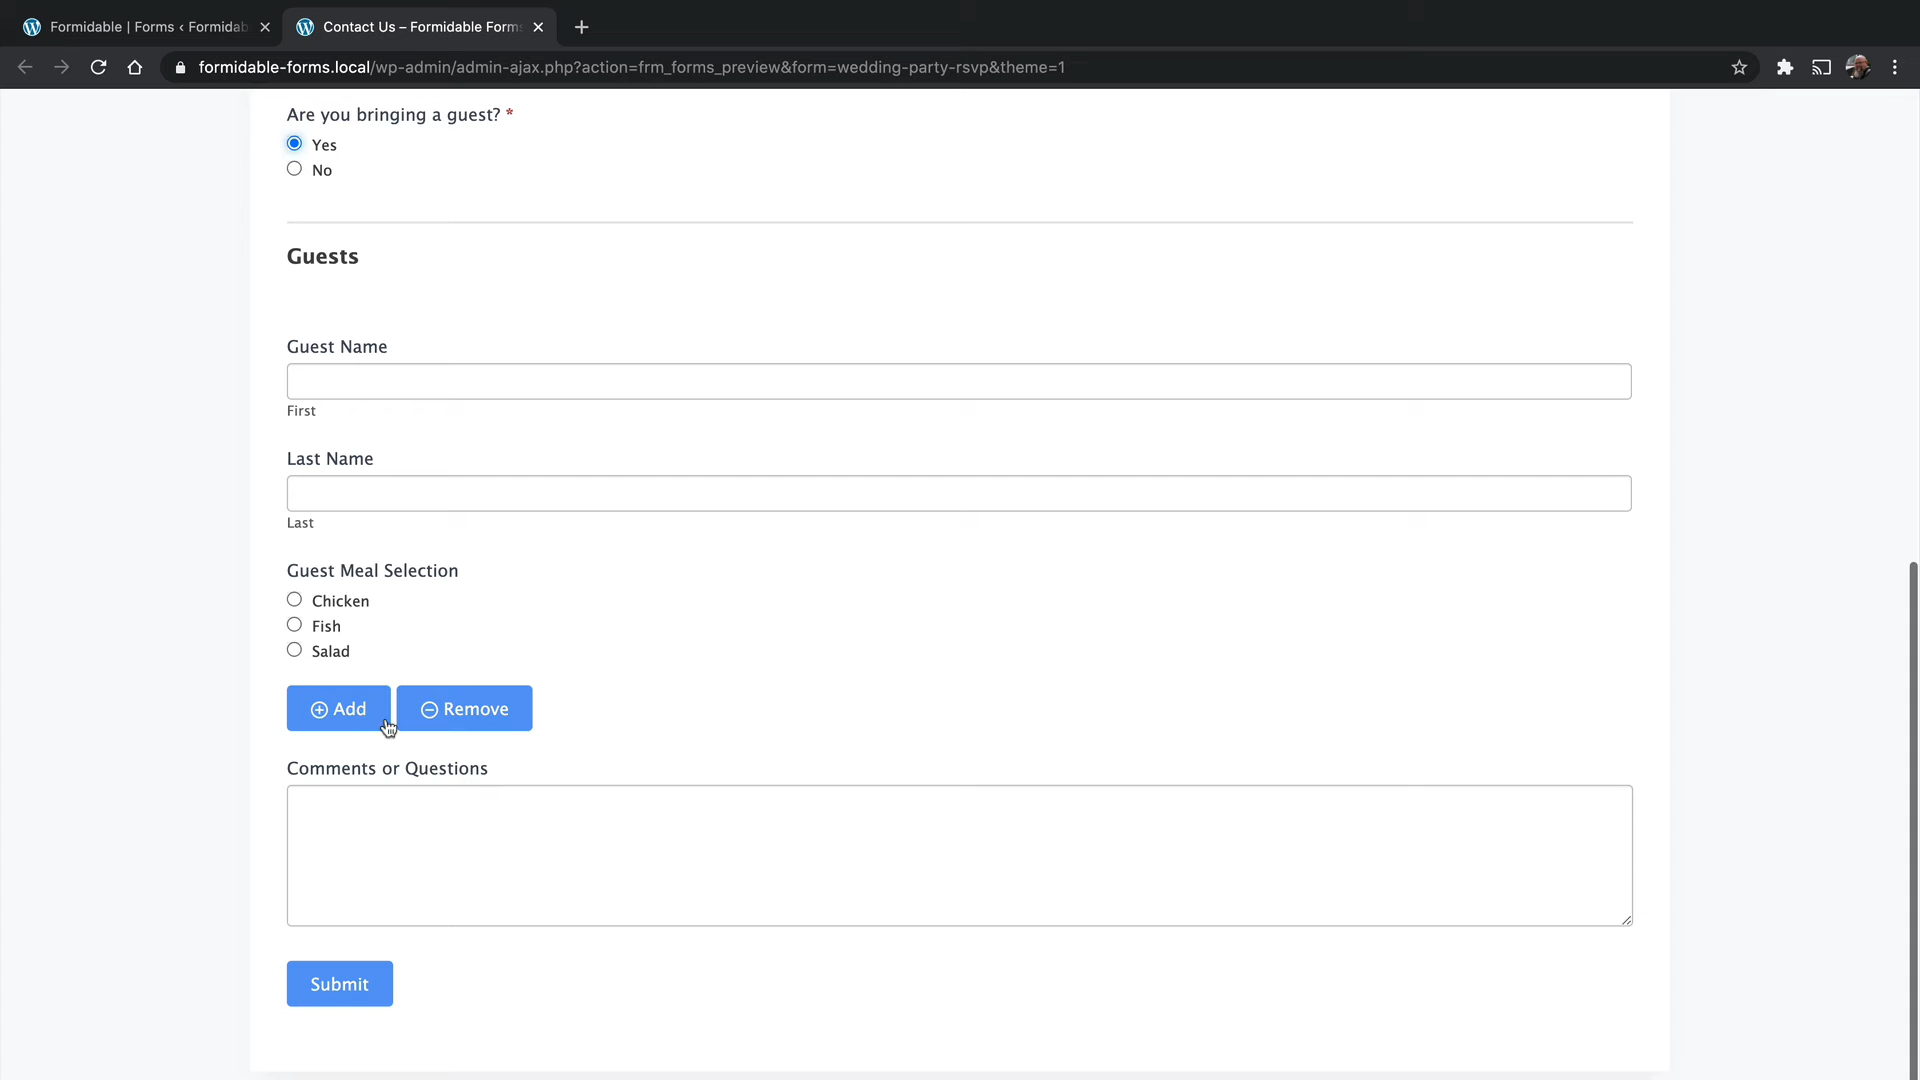 Formidable | Forms ‹ Formidab
Contact Us – Formidable Forms
formidable-forms.local/wp-admin/admin-ajax.php?action=frm_forms_preview&form=wedding-party-rsvp&theme=1
Are you bringing a guest? *
Yes
No
Guests
Guest Name
First
Last Name
Last
Guest Meal Selection
Chicken
Fish
Salad
Add Remove
Comments or Questions
Submit